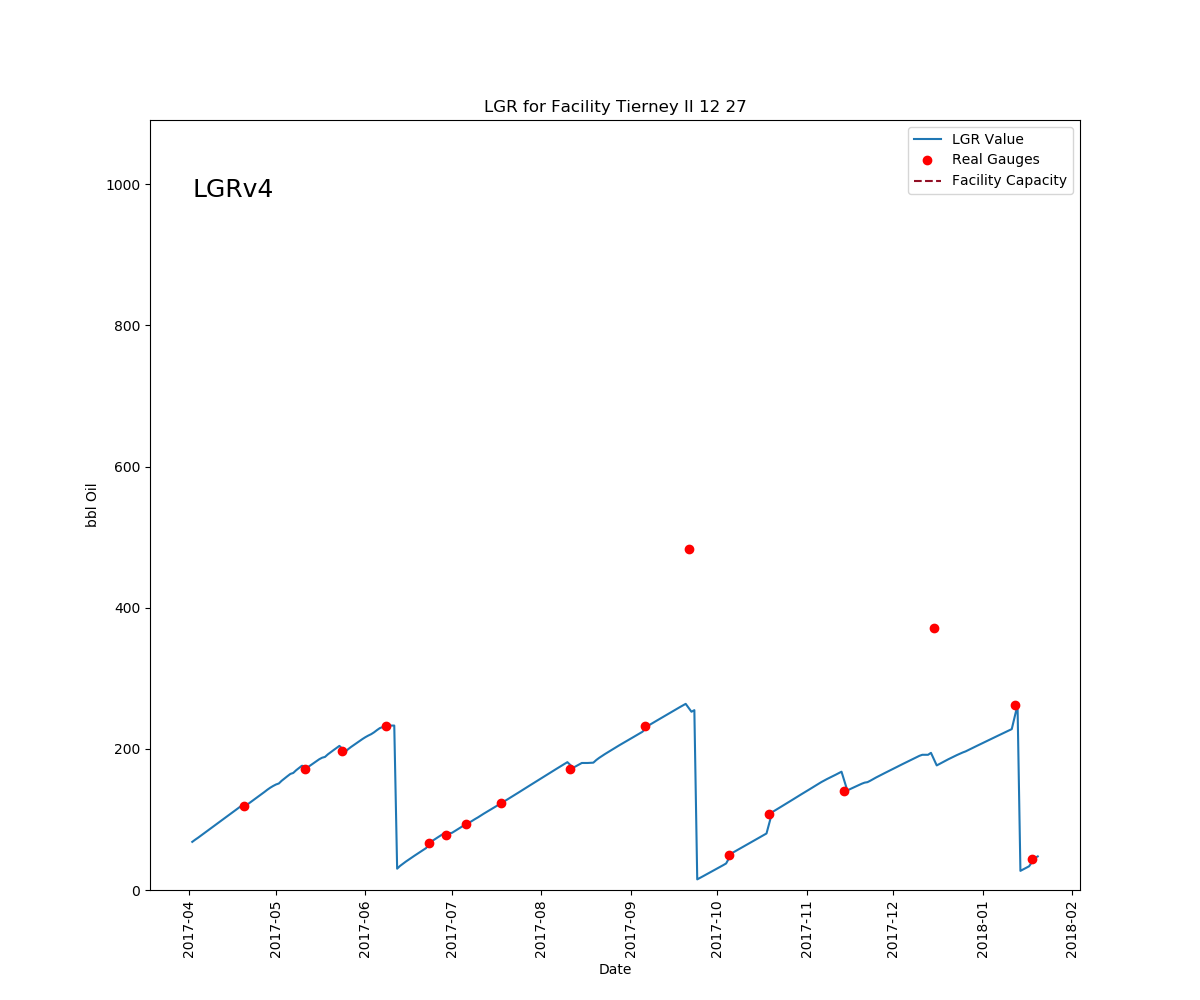 LGR for Facility Tierney II 12 27
LGR Value
Real Gauges
Facility Capacity
LGRv4
1000
800
600
400
200
0
bbl Oil
2017-04
2017-05
2017-06
2017-07
2017-08
2017-09
2017-10
2017-11
2017-12
2018-01
2018-02
Date